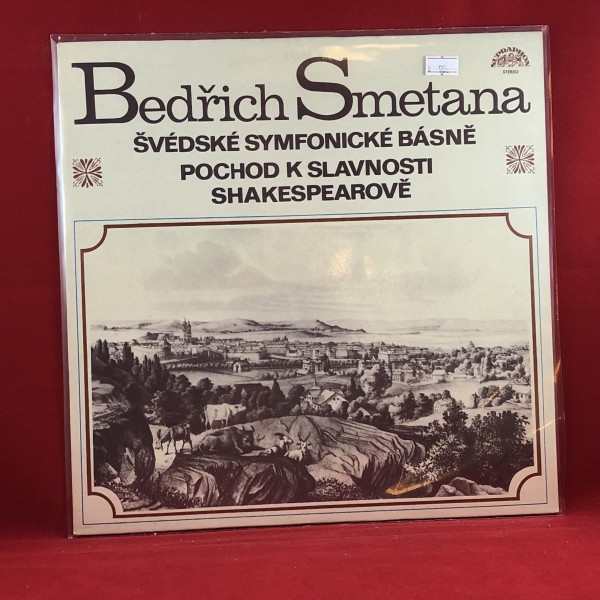 SUPRAPHON
STEREO
Bedřich Smetana
ŠVÉDSKÉ SYMFONICKÉ BÁSNĚ
POCHOD K SLAVNOSTI
SHAKESPEAROVĚ